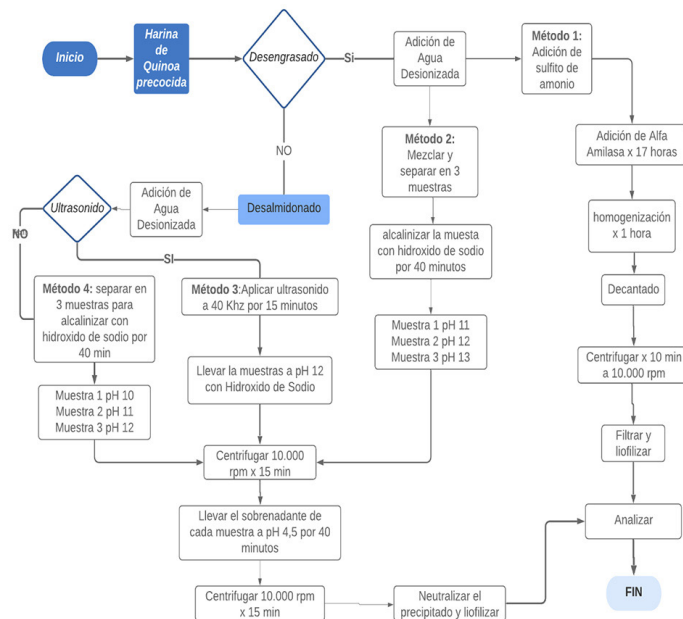 Inicio
Harina
de
Quinoa
precocida
Desengrasado
Si
Adición de
Agua
Desionizada
Método 1:
Adición de
sulfito de
amonio
NO
Método 2:
Mezclar y
separar en 3
muestras
Adición de Alfa
Amilasa x 17 horas
Ultrasonido
Adición de
Agua
Desionizada
Desalmidonado
NO
SI
alcalinizar la muesta
con hidroxido de sodio
por 40 minutos
homogenización
x 1 hora
Método 4: separar en
3 muestras para
alcalinizar con
hidroxido de sodio por
40 min
Método 3:Aplicar ultrasonido
a 40 Khz por 15 minutos
Decantado
Muestra 1 pH 11
Muestra 2 pH 12
Muestra 3 pH 13
Llevar la muestras a pH 12
con Hidroxido de Sodio
Centrifugar x 10 min
a 10.000 rpm
Muestra 1 pH 10
Muestra 2 pH 11
Muestra 3 pH 12
Centrifugar 10.000
rpm x 15 min
Filtrar y
liofilizar
Llevar el sobrenadante de
cada muestra a pH 4,5 por 40
minutos
Analizar
Centrifugar 10.000 rpm
x 15 min
Neutralizar el
precipitado y liofilizar
FIN